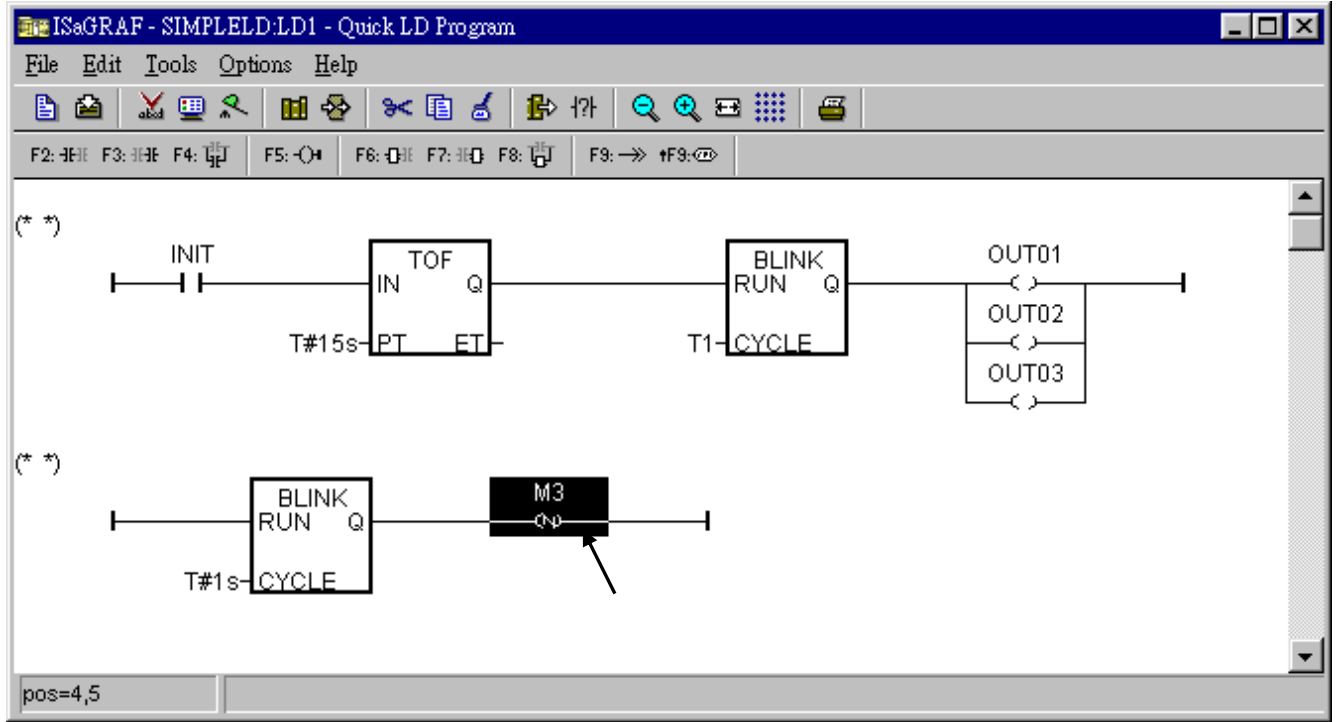 ISaGRAF - SIMPLELD:LD1 - Quick LD Program
File Edit Tools Options Help
F2: F3: F4: F5: F6: F7: F8: F9: F9:
(* *)
INIT TOF BLINK OUT01
IN Q RUN Q
OUT02
T#15s PT ET T1 CYCLE
OUT03
(* *)
BLINK M3
RUN Q (N)
T#1s CYCLE
pos=4,5